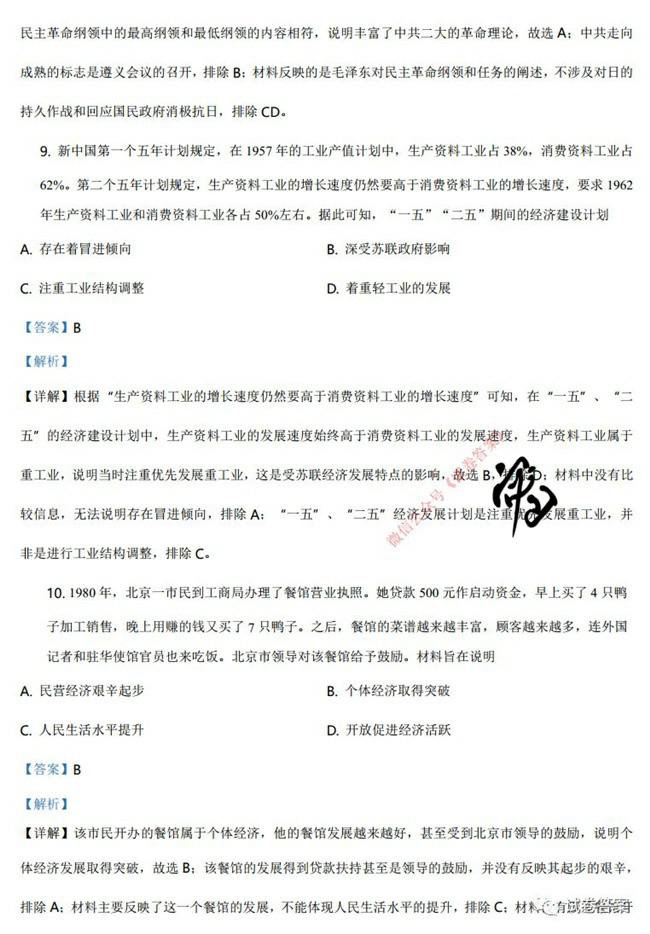 民主革命纲领中的最高纲领和最低纲领的内容相符，说明丰富了中共二大的革命理论，故选 A；中共走向
成熟的标志是遵义会议的召开，排除 B；材料反映的是毛泽东对民主革命纲领和任务的阐述，不涉及对日的
持久作战和回应国民政府消极抗日，排除 CD。
9. 新中国第一个五年计划规定，在 1957 年的工业产值计划中，生产资料工业占 38%，消费资料工业占
62%。第二个五年计划规定，生产资料工业的增长速度仍然要高于消费资料工业的增长速度，要求 1962
年生产资料工业和消费资料工业各占 50%左右。据此可知，“一五”“二五”期间的经济建设计划
A. 存在着冒进倾向 B. 深受苏联政府影响
C. 注重工业结构调整 D. 着重轻工业的发展
【答案】B
【解析】
【详解】根据“生产资料工业的增长速度仍然要高于消费资料工业的增长速度”可知，在“一五”、“二
五”的经济建设计划中，生产资料工业的发展速度始终高于消费资料工业的发展速度，生产资料工业属于
重工业，说明当时注重优先发展重工业，这是受苏联经济发展特点的影响，故选 B，排除 D；材料中没有比
较信息，无法说明存在冒进倾向，排除 A；“一五”、“二五”经济发展计划是注重优先发展重工业，并
非是进行工业结构调整，排除 C。
微信公众号《试卷答案》
10. 1980 年，北京一市民到工商局办理了餐馆营业执照。她贷款 500 元作启动资金，早上买了 4 只鸭
子加工销售，晚上用赚的钱又买了 7 只鸭子。之后，餐馆的菜谱越来越丰富，顾客越来越多，连外国
记者和驻华使馆官员也来吃饭。北京市领导对该餐馆给予鼓励。材料旨在说明
A. 民营经济艰辛起步 B. 个体经济取得突破
C. 人民生活水平提升 D. 开放促进经济活跃
【答案】B
【解析】
【详解】该市民开办的餐馆属于个体经济，他的餐馆发展越来越好，甚至受到北京市领导的鼓励，说明个
体经济发展取得突破，故选 B；该餐馆的发展得到贷款扶持甚至是领导的鼓励，并没有反映其起步的艰辛，
排除 A；材料主要反映了这一个餐馆的发展，不能体现人民生活水平的提升，排除 C；材料
试卷答案